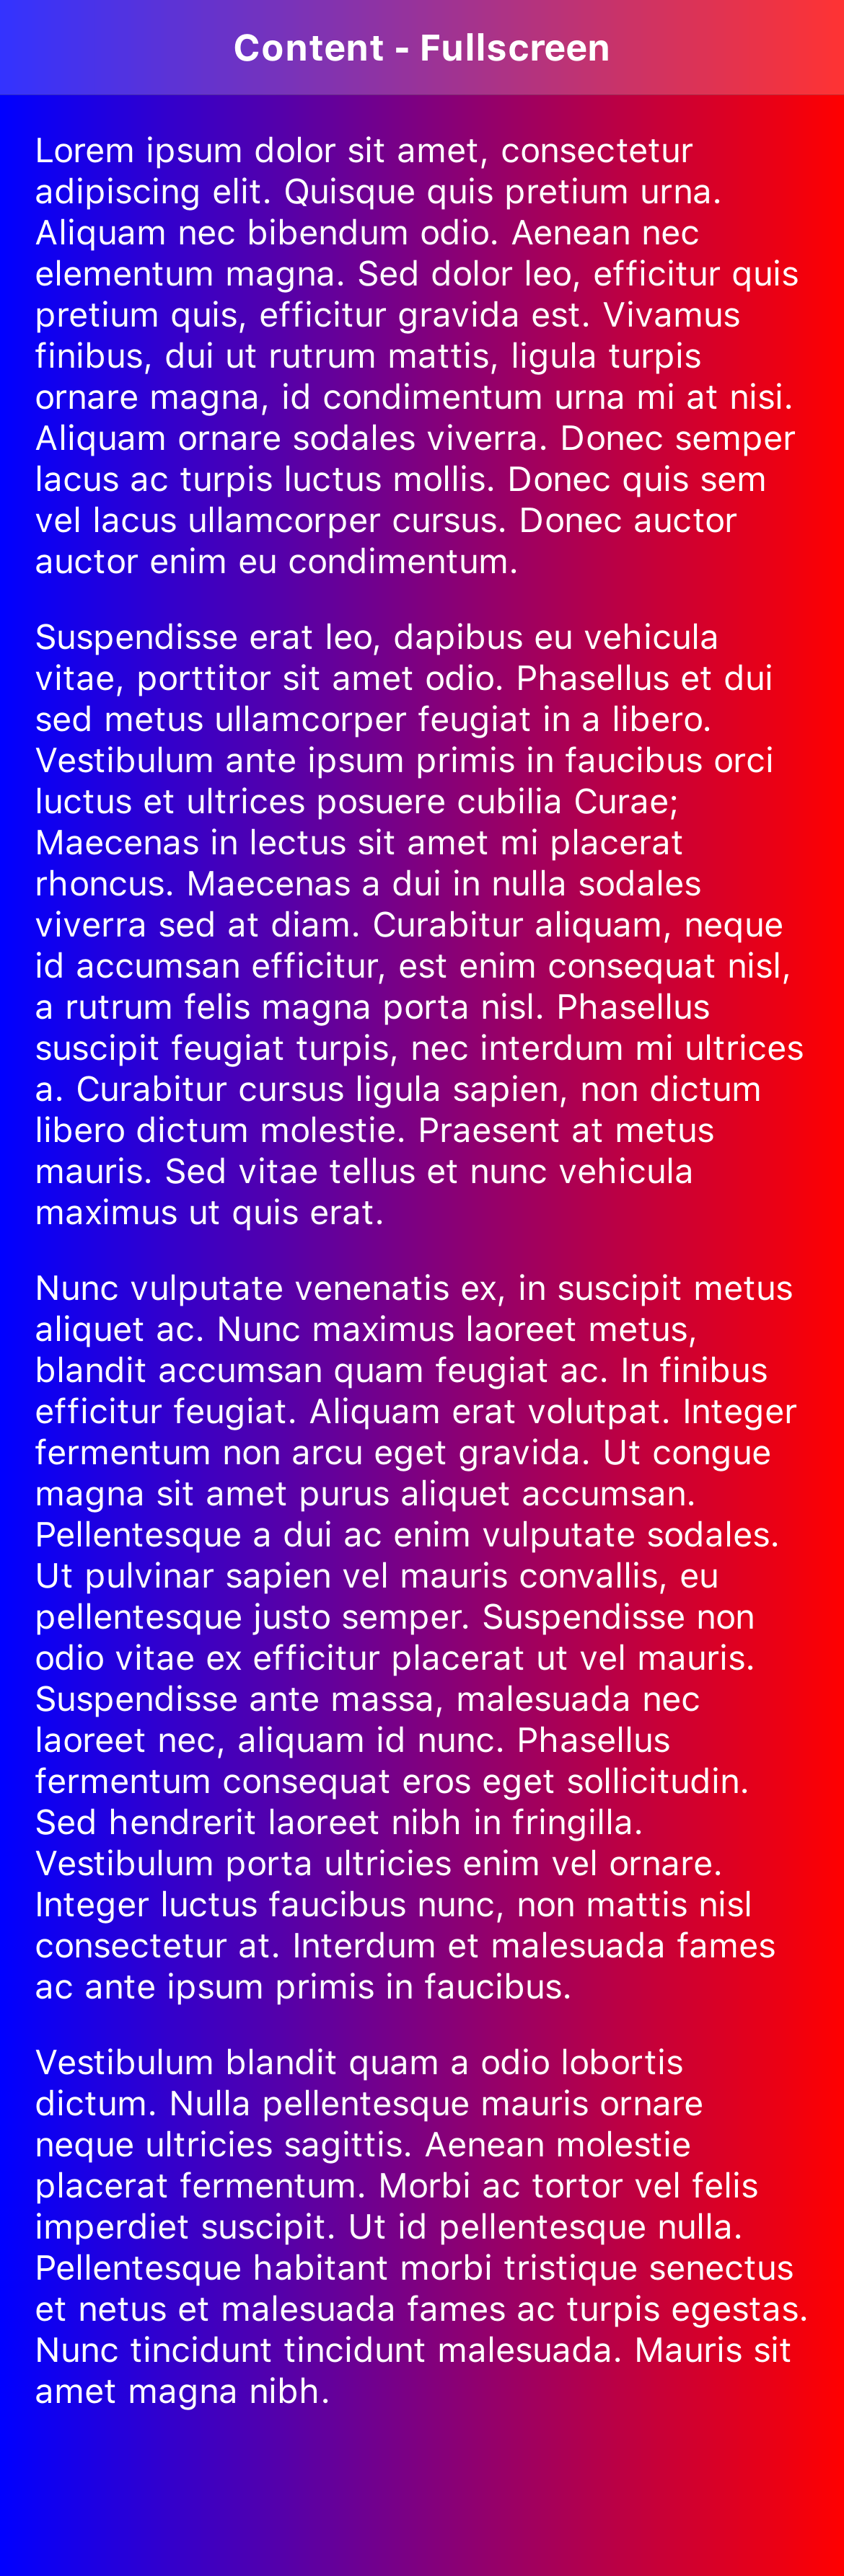 Content - Fullscreen
Lorem ipsum dolor sit amet, consectetur
adipiscing elit. Quisque quis pretium urna.
Aliquam nec bibendum odio. Aenean nec
elementum magna. Sed dolor leo, efficitur quis
pretium quis, efficitur gravida est. Vivamus
finibus, dui ut rutrum mattis, ligula turpis
ornare magna, id condimentum urna mi at nisi.
Aliquam ornare sodales viverra. Donec semper
lacus ac turpis luctus mollis. Donec quis sem
vel lacus ullamcorper cursus. Donec auctor
auctor enim eu condimentum.
Suspendisse erat leo, dapibus eu vehicula
vitae, porttitor sit amet odio. Phasellus et dui
sed metus ullamcorper feugiat in a libero.
Vestibulum ante ipsum primis in faucibus orci
luctus et ultrices posuere cubilia Curae;
Maecenas in lectus sit amet mi placerat
rhoncus. Maecenas a dui in nulla sodales
viverra sed at diam. Curabitur aliquam, neque
id accumsan efficitur, est enim consequat nisl,
a rutrum felis magna porta nisl. Phasellus
suscipit feugiat turpis, nec interdum mi ultrices
a. Curabitur cursus ligula sapien, non dictum
libero dictum molestie. Praesent at metus
mauris. Sed vitae tellus et nunc vehicula
maximus ut quis erat.
Nunc vulputate venenatis ex, in suscipit metus
aliquet ac. Nunc maximus laoreet metus,
blandit accumsan quam feugiat ac. In finibus
efficitur feugiat. Aliquam erat volutpat. Integer
fermentum non arcu eget gravida. Ut congue
magna sit amet purus aliquet accumsan.
Pellentesque a dui ac enim vulputate sodales.
Ut pulvinar sapien vel mauris convallis, eu
pellentesque justo semper. Suspendisse non
odio vitae ex efficitur placerat ut vel mauris.
Suspendisse ante massa, malesuada nec
laoreet nec, aliquam id nunc. Phasellus
fermentum consequat eros eget sollicitudin.
Sed hendrerit laoreet nibh in fringilla.
Vestibulum porta ultricies enim vel ornare.
Integer luctus faucibus nunc, non mattis nisl
consectetur at. Interdum et malesuada fames
ac ante ipsum primis in faucibus.
Vestibulum blandit quam a odio lobortis
dictum. Nulla pellentesque mauris ornare
neque ultricies sagittis. Aenean molestie
placerat fermentum. Morbi ac tortor vel felis
imperdiet suscipit. Ut id pellentesque nulla.
Pellentesque habitant morbi tristique senectus
et netus et malesuada fames ac turpis egestas.
Nunc tincidunt tincidunt malesuada. Mauris sit
amet magna nibh.